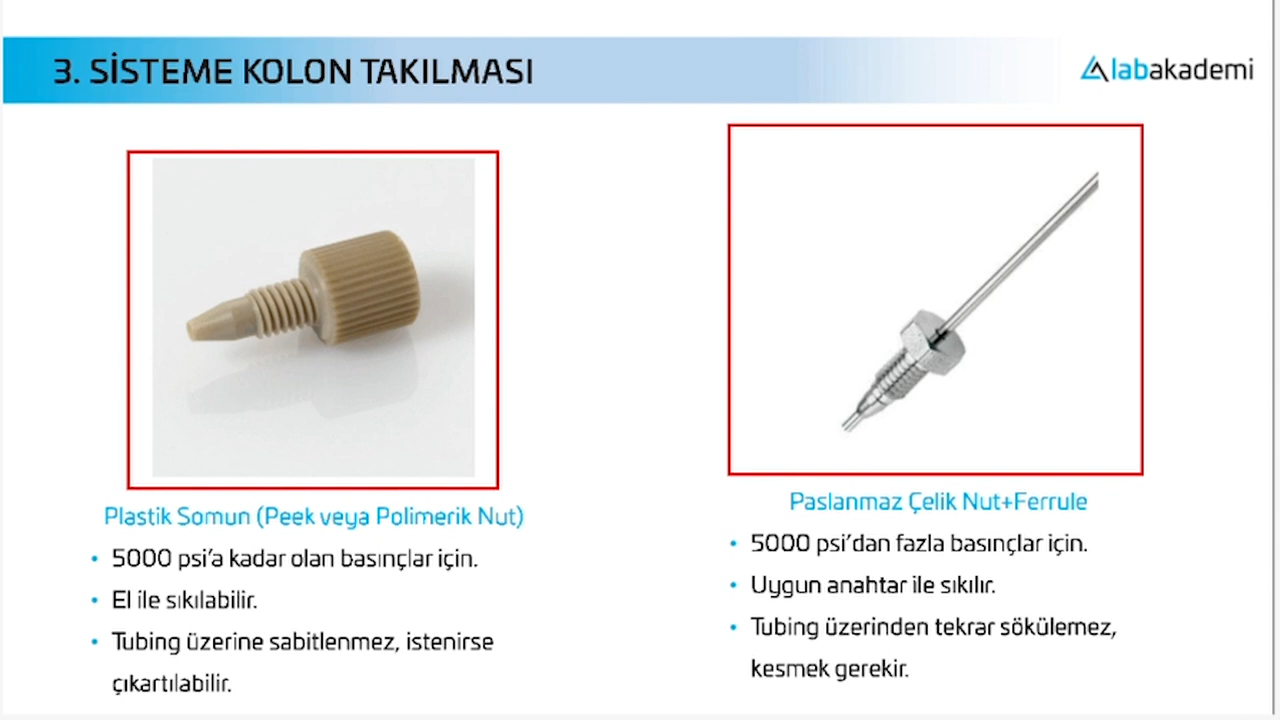 3. SİSTEME KOLON TAKILMASI
labakademi
Plastik Somun (Peek veya Polimerik Nut)
• 5000 psi'a kadar olan basınçlar için.
• El ile sıkılabilir.
• Tubing üzerine sabitlenmez, istenirse
çıkartılabilir.
Paslanmaz Çelik Nut+Ferrule
• 5000 psi'dan fazla basınçlar için.
• Uygun anahtar ile sıkılır.
• Tubing üzerinden tekrar sökülemez,
kesmek gerekir.